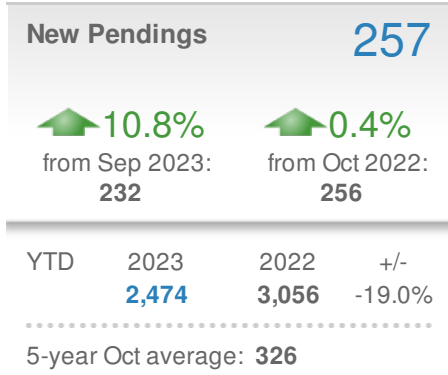 New Pendings 257
10.8% 0.4%
from Sep 2023: from Oct 2022:
232 256
YTD 2023 2022 +/-
2,474 3,056 -19.0%
5-year Oct average: 326